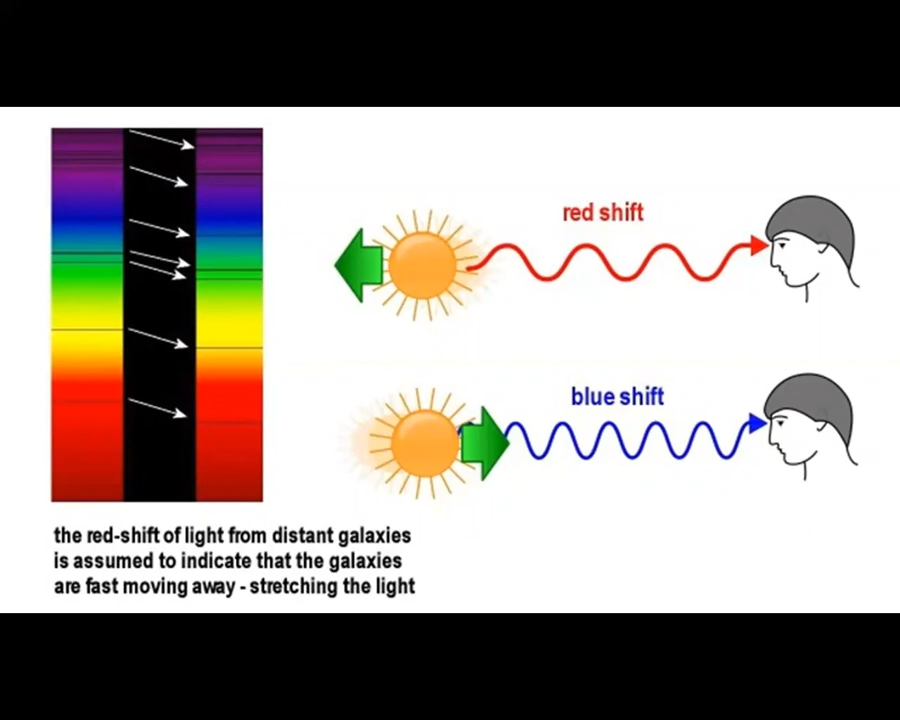 red shift
blue shift
the red-shift of light from distant galaxies
is assumed to indicate that the galaxies
are fast moving away - stretching the light